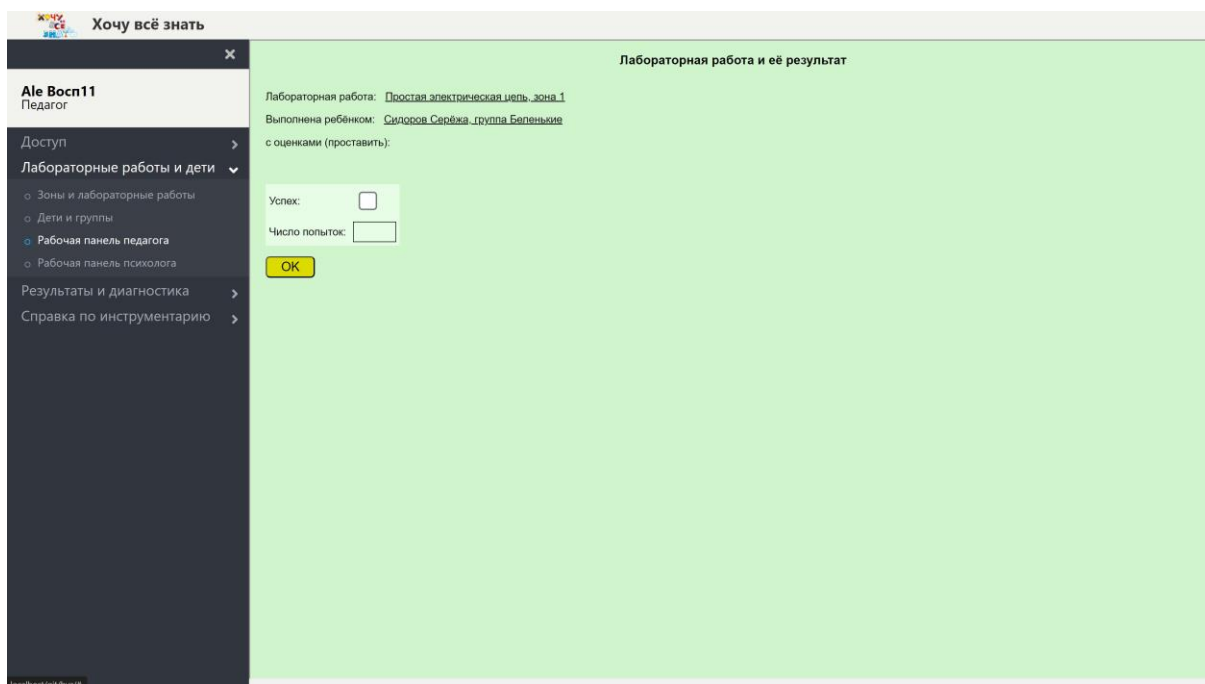 ХОЧУ
ВСЁ
Хочу всё знать
Ale Восп11
Педагог
Доступ
Лабораторные работы и дети
Зоны и лабораторные работы
Дети и группы
Рабочая панель педагога
Рабочая панель психолога
Результаты и диагностика
Справка по инструментарию
Лабораторная работа и её результат
Лабораторная работа: Простая электрическая цепь, зона 1
Выполнена ребёнком: Сидоров Серёжа, группа Беленькие
с оценками (проставить):
Успех:
Число попыток:
OK